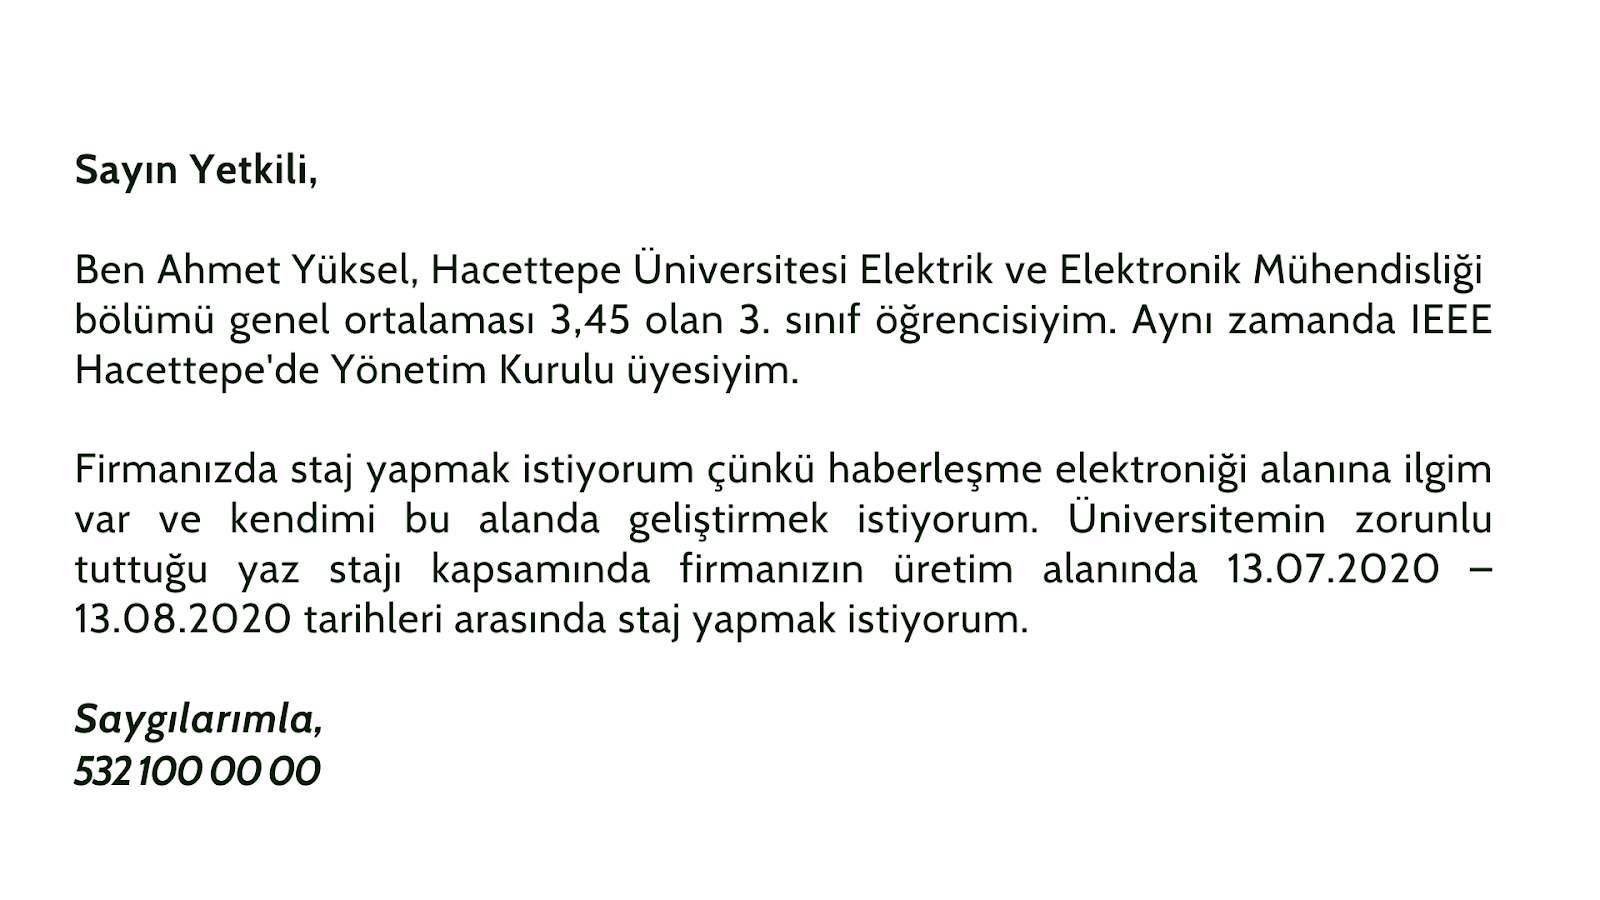 Sayın Yetkili,
Ben Ahmet Yüksel, Hacettepe Üniversitesi Elektrik ve Elektronik Mühendisliği
bölümü genel ortalaması 3,45 olan 3. sınıf öğrencisiyim. Aynı zamanda IEEE
Hacettepe'de Yönetim Kurulu üyesiyim.
Firmanızda staj yapmak istiyorum çünkü haberleşme elektroniği alanına ilgim
var ve kendimi bu alanda geliştirmek istiyorum. Üniversitemin zorunlu
tuttuğu yaz stajı kapsamında firmanızın üretim alanında 13.07.2020 –
13.08.2020 tarihleri arasında staj yapmak istiyorum.
Saygılarımla,
532 100 00 00